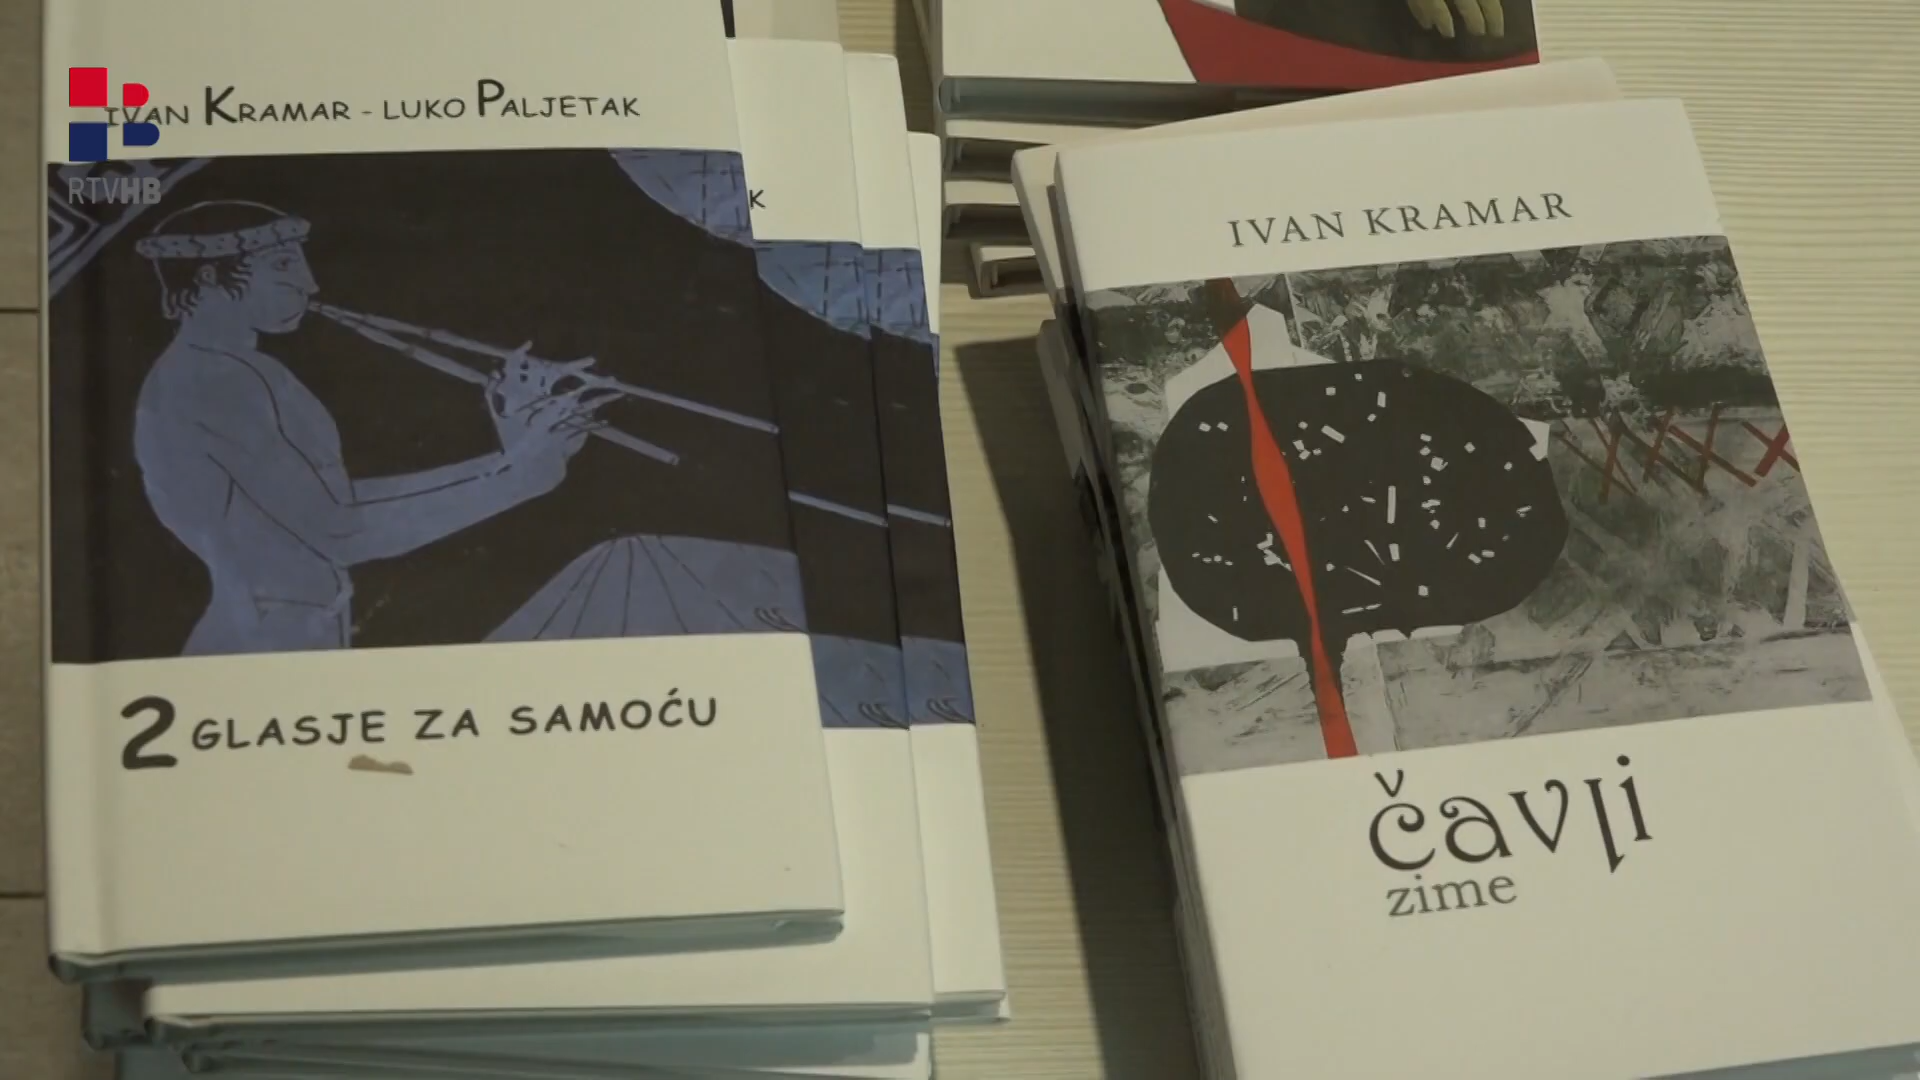 IVAN KRAMAR - LUKO PALJETAK
RTVHB
K
IVAN KRAMAR
2 GLASJE ZA SAMOĆU
čavli
zime